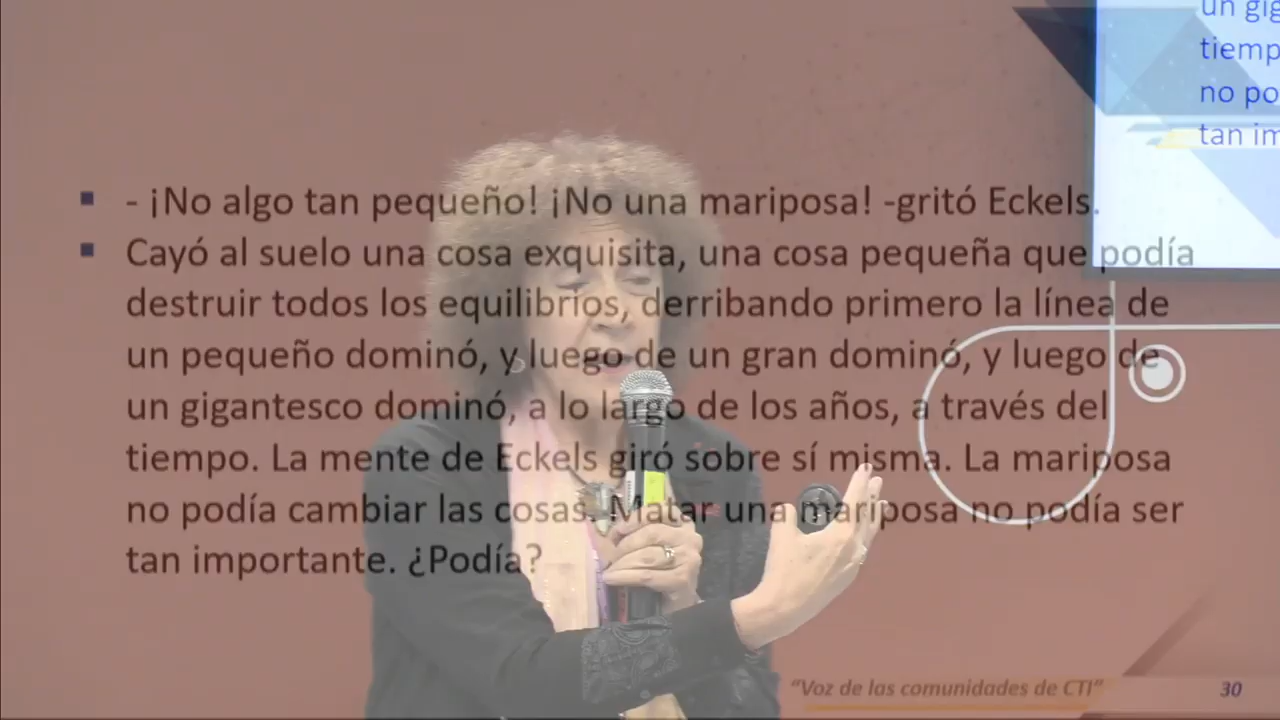 - ¡No algo tan pequeño! ¡No una mariposa! -gritó Eckels.
Cayó al suelo una cosa exquisita, una cosa pequeña que podía
destruir todos los equilibrios, derribando primero la línea de
un pequeño dominó, y luego de un gran dominó, y luego de
un gigantesco dominó, a lo largo de los años, a través del
tiempo. La mente de Eckels giró sobre sí misma. La mariposa
no podía cambiar las cosas. Matar una mariposa no podía ser
tan importante. ¿Podía?
un gig
tiemp
no po
tan im
“Voz de las comunidades de CTI” 30